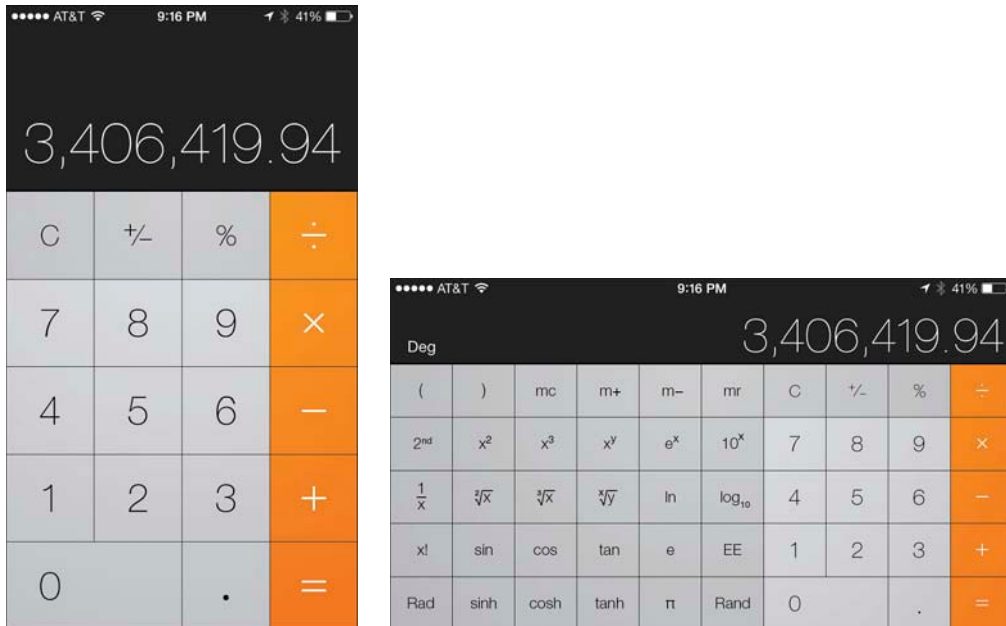 AT&T 9:16 PM 41%
3,406,419.94
C +/− % ÷
7 8 9 ×
4 5 6 −
1 2 3 +
0 . =
AT&T 9:16 PM 41%
Deg 3,406,419.94
( ) mc m+ m− mr C +/− % ÷
2ⁿᵈ x² x³ xʸ eˣ 10ˣ 7 8 9 ×
1/x ²√x ³√x ˣ√y ln log₁₀ 4 5 6 −
x! sin cos tan e EE 1 2 3 +
Rad sinh cosh tanh π Rand 0 . =